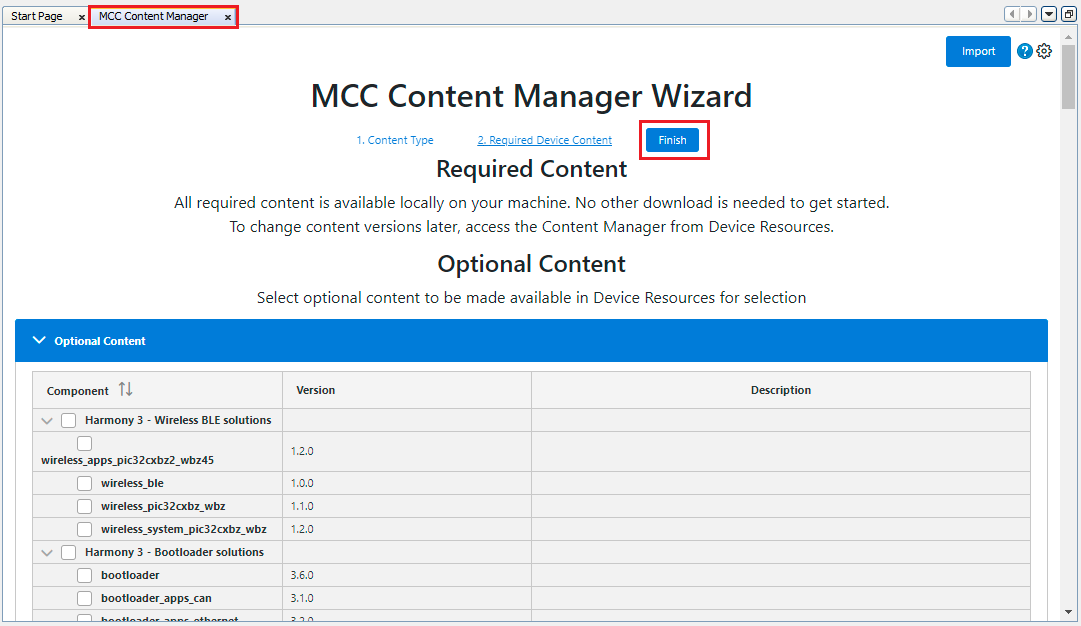 Start Page
MCC Content Manager
Import
MCC Content Manager Wizard
1. Content Type
2. Required Device Content
Finish
Required Content
All required content is available locally on your machine. No other download is needed to get started.
To change content versions later, access the Content Manager from Device Resources.
Optional Content
Select optional content to be made available in Device Resources for selection
Optional Content
Component Version Description
Harmony 3 - Wireless BLE solutions
wireless_apps_pic32cxbz2_wbz45 1.2.0
wireless_ble 1.0.0
wireless_pic32cxbz_wbz 1.1.0
wireless_system_pic32cxbz_wbz 1.2.0
Harmony 3 - Bootloader solutions
bootloader 3.6.0
bootloader_apps_can 3.1.0
bootloader_apps_ethernet 3.2.0